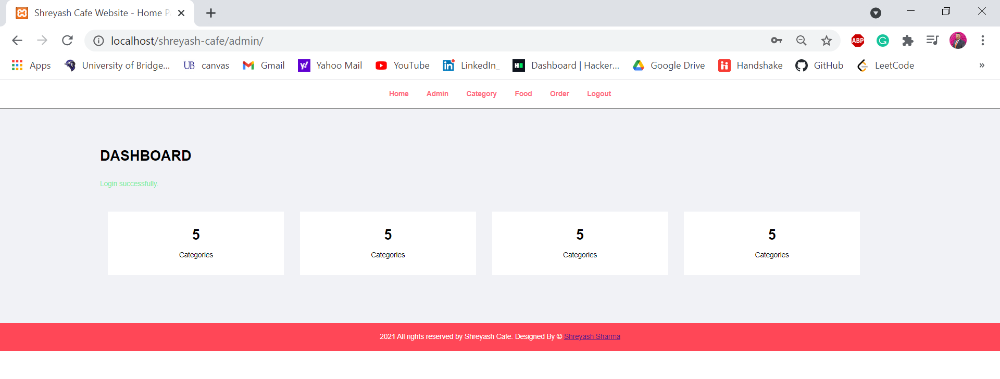 Shreyash Cafe Website - Home P
localhost/shreyash-cafe/admin/
ABP
Apps University of Bridge... UB canvas Gmail Yahoo Mail YouTube LinkedIn_ Dashboard | Hacker... Google Drive Handshake GitHub LeetCode »
Home Admin Category Food Order Logout
DASHBOARD
Login successfully.
5 5 5 5
Categories Categories Categories Categories
2021 All rights reserved by Shreyash Cafe. Designed By © Shreyash Sharma